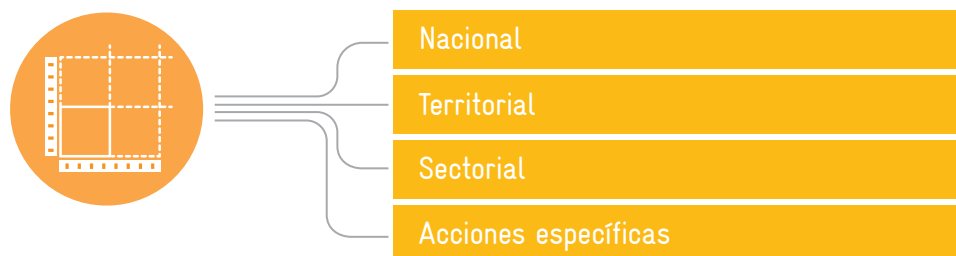 Nacional
Territorial
Sectorial
Acciones específicas